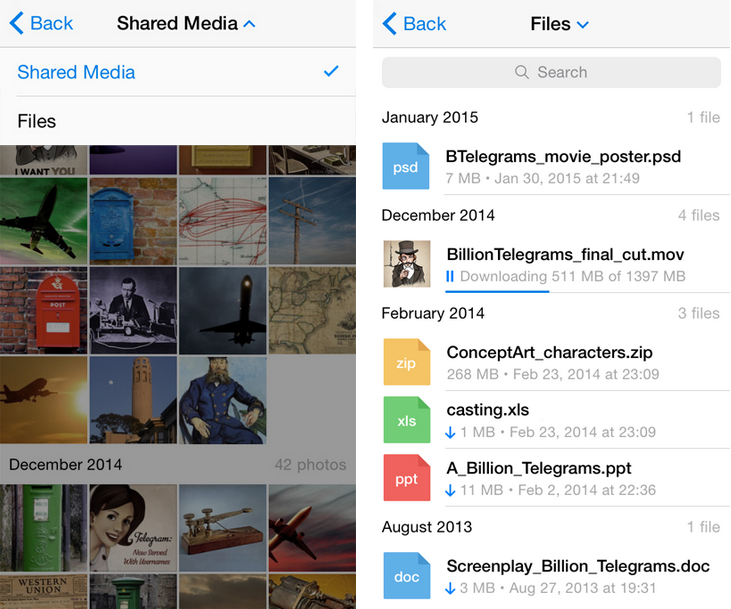 Back
Shared Media
Shared Media
Files
I WANT YOU
POST
December 2014
42 photos
Telegram:
Now Served
With Usernames
WESTERN UNION
Back
Files
Search
January 2015
1 file
psd
BTelegrams_movie_poster.psd
7 MB • Jan 30, 2015 at 21:49
December 2014
4 files
BillionTelegrams_final_cut.mov
Downloading 511 MB of 1397 MB
February 2014
3 files
zip
ConceptArt_characters.zip
268 MB • Feb 23, 2014 at 23:09
xls
casting.xls
1 MB • Feb 23, 2014 at 23:09
ppt
A_Billion_Telegrams.ppt
11 MB • Feb 2, 2014 at 22:36
August 2013
1 file
doc
Screenplay_Billion_Telegrams.doc
3 MB • Aug 27, 2013 at 19:31